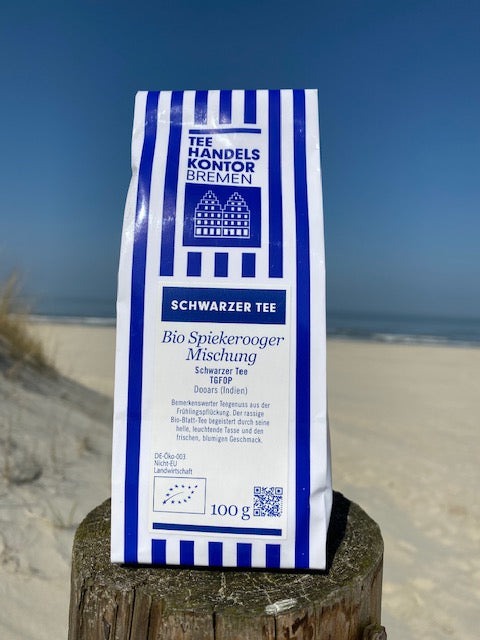 TEE
HANDELS
KONTOR
BREMEN
SCHWARZER TEE
Bio Spiekerooger
Mischung
Schwarzer Tee
TGFOP
Dooars (Indien)
Bemerkenswerter Teegenuss aus der
Frühlingspflückung. Der rassige
Bio-Blatt-Tee begeistert durch seine
helle, leuchtende Tasse und den
frischen, blumigen Geschmack.
DE-Öko-003
Nicht-EU
Landwirtschaft
100 g